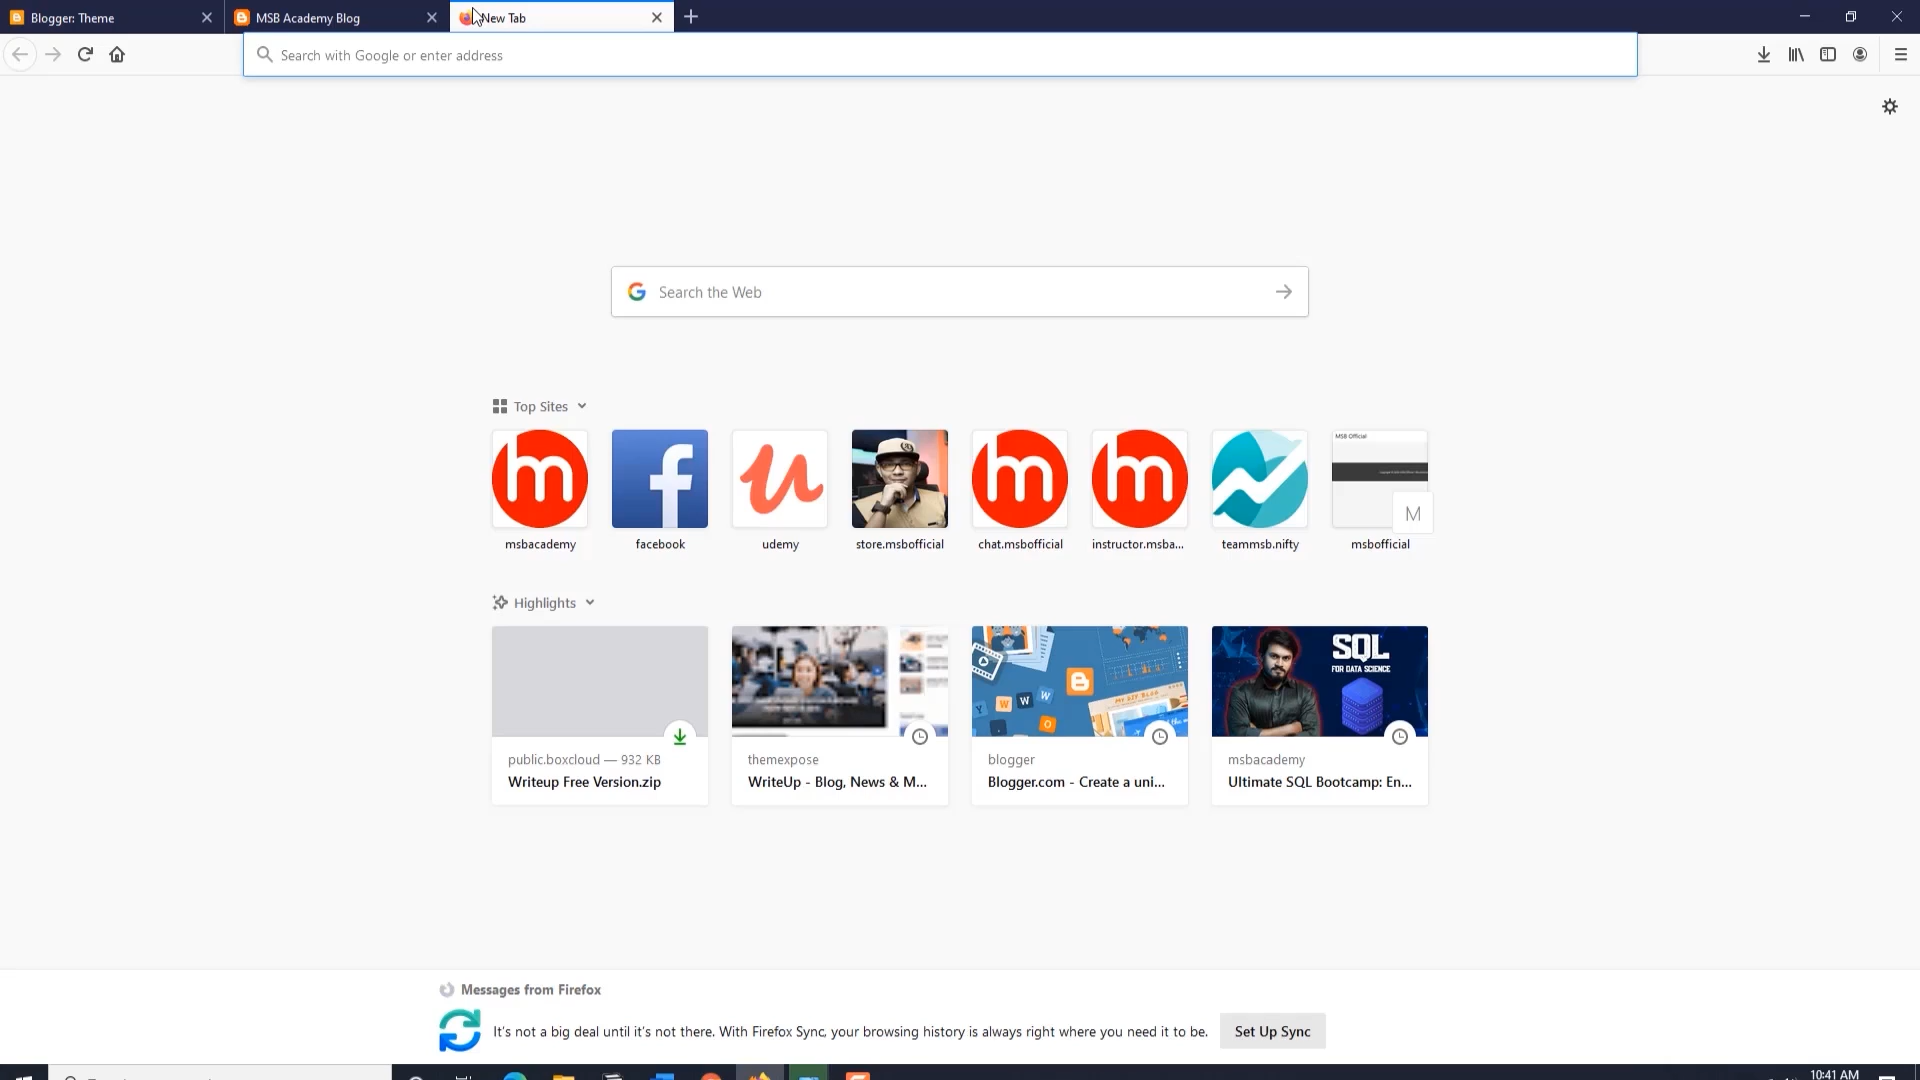 Blogger: Theme
MSB Academy Blog
New Tab
Search with Google or enter address
Search the Web
Top Sites
MSB Official
M
msbacademy
facebook
udemy
store.msbofficial
chat.msbofficial
instructor.msba...
teammsb.nifty
msbofficial
Highlights
SQL
FOR DATA SCIENCE
public.boxcloud — 932 KB
Writeup Free Version.zip
themexpose
WriteUp - Blog, News & M...
blogger
Blogger.com - Create a uni...
msbacademy
Ultimate SQL Bootcamp: En...
Messages from Firefox
It's not a big deal until it's not there. With Firefox Sync, your browsing history is always right where you need it to be.
Set Up Sync
10:41 AM